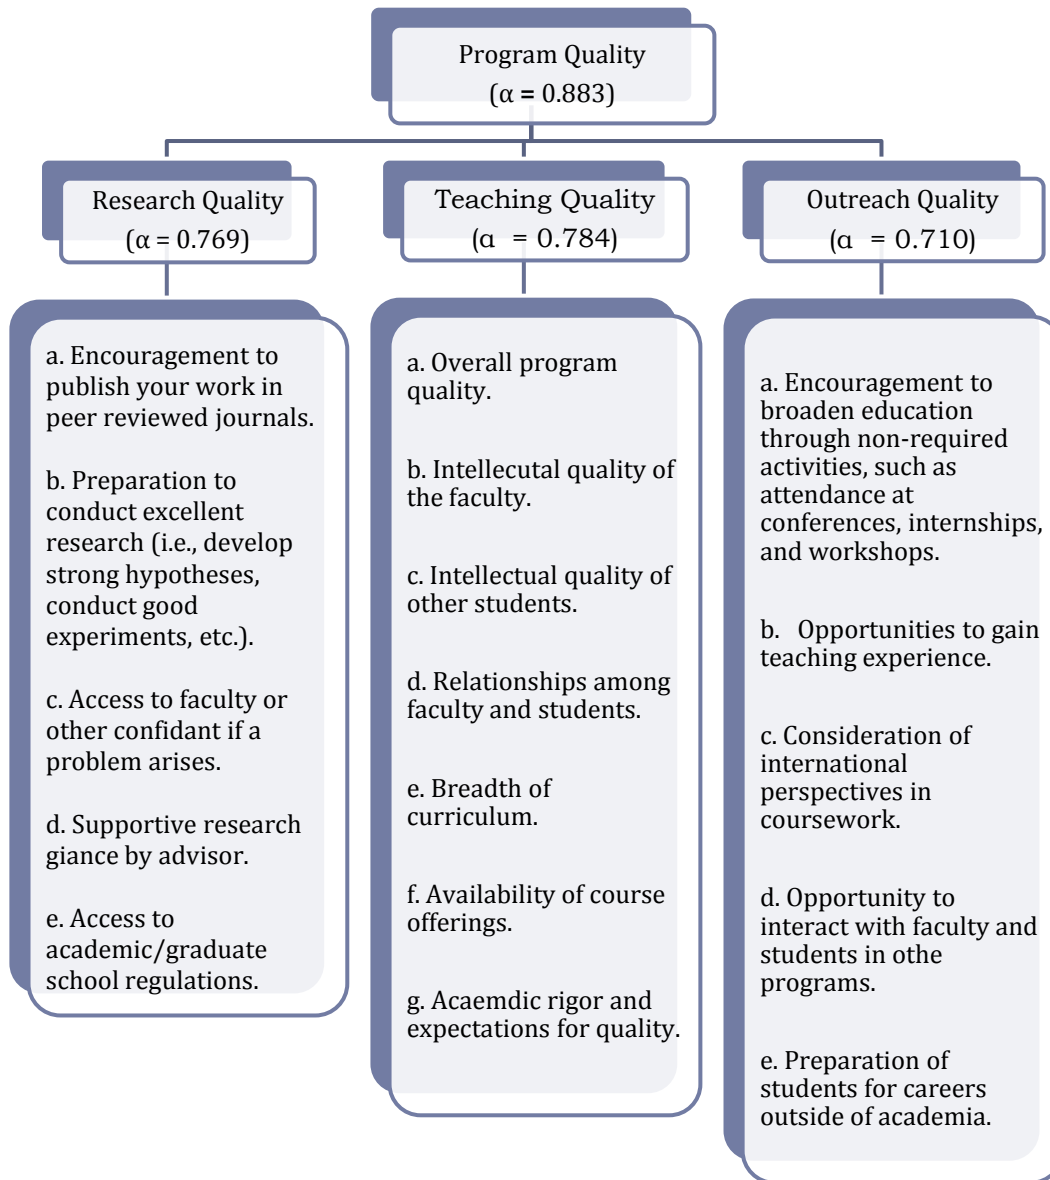 Program Quality
(α = 0.883)
Research Quality
(α = 0.769)
Teaching Quality
(α = 0.784)
Outreach Quality
(α = 0.710)
a. Encouragement to
publish your work in
peer reviewed journals.
b. Preparation to
conduct excellent
research (i.e., develop
strong hypotheses,
conduct good
experiments, etc.).
c. Access to faculty or
other confidant if a
problem arises.
d. Supportive research
giance by advisor.
e. Access to
academic/graduate
school regulations.
a. Overall program
quality.
b. Intellecutal quality of
the faculty.
c. Intellectual quality of
other students.
d. Relationships among
faculty and students.
e. Breadth of
curriculum.
f. Availability of course
offerings.
g. Acaemdic rigor and
expectations for quality.
a. Encouragement to
broaden education
through non-required
activities, such as
attendance at
conferences, internships,
and workshops.
b. Opportunities to gain
teaching experience.
c. Consideration of
international
perspectives in
coursework.
d. Opportunity to
interact with faculty and
students in othe
programs.
e. Preparation of
students for careers
outside of academia.